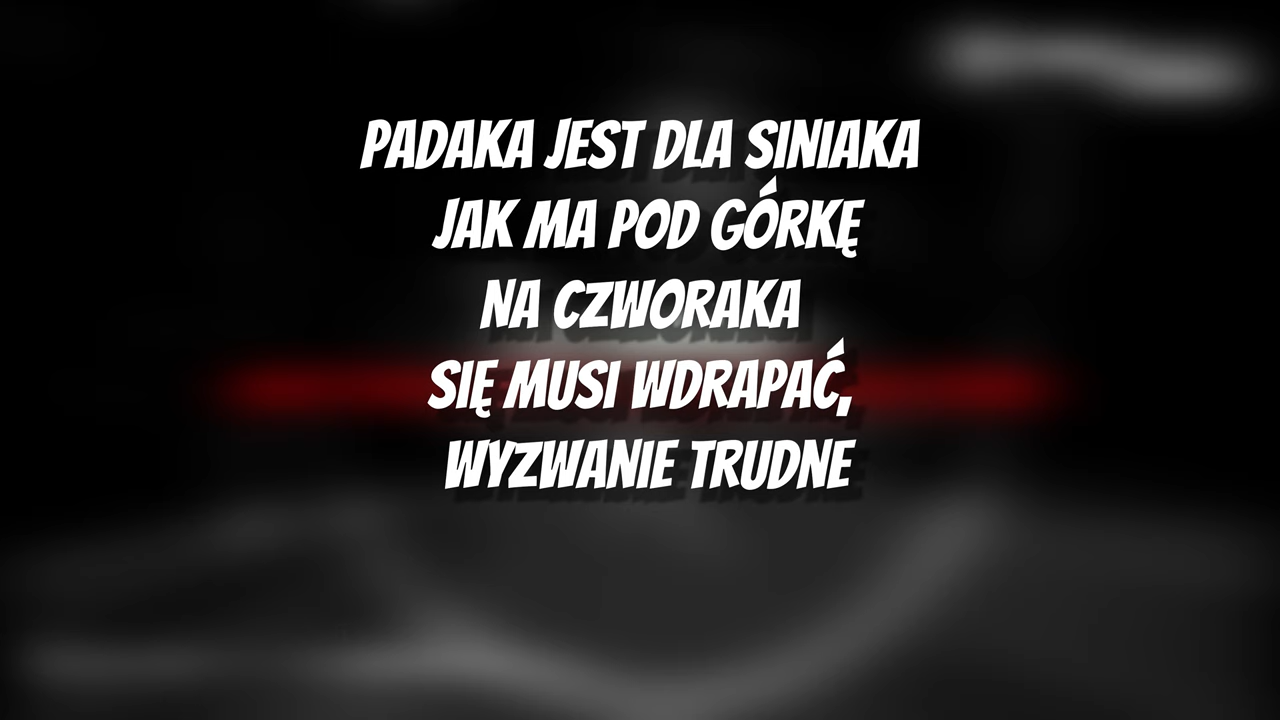 PADAKA JEST DLA SINIAKA
JAK MA POD GÓRKĘ
NA CZWORAKA
SIĘ MUSI WDRAPAĆ,
WYZWANIE TRUDNE